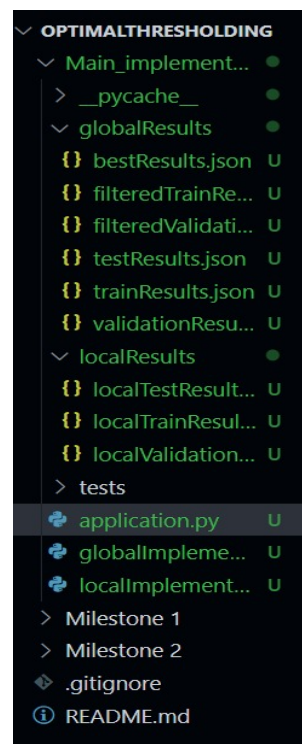 OPTIMALTHRESHOLDING
Main_implement...
__pycache__
globalResults
{} bestResults.json U
{} filteredTrainRe... U
{} filteredValidati... U
{} testResults.json U
{} trainResults.json U
{} validationResu... U
localResults
{} localTestResult... U
{} localTrainResul... U
{} localValidation... U
tests
application.py U
globalImpleme... U
localImplement... U
Milestone 1
Milestone 2
.gitignore
README.md